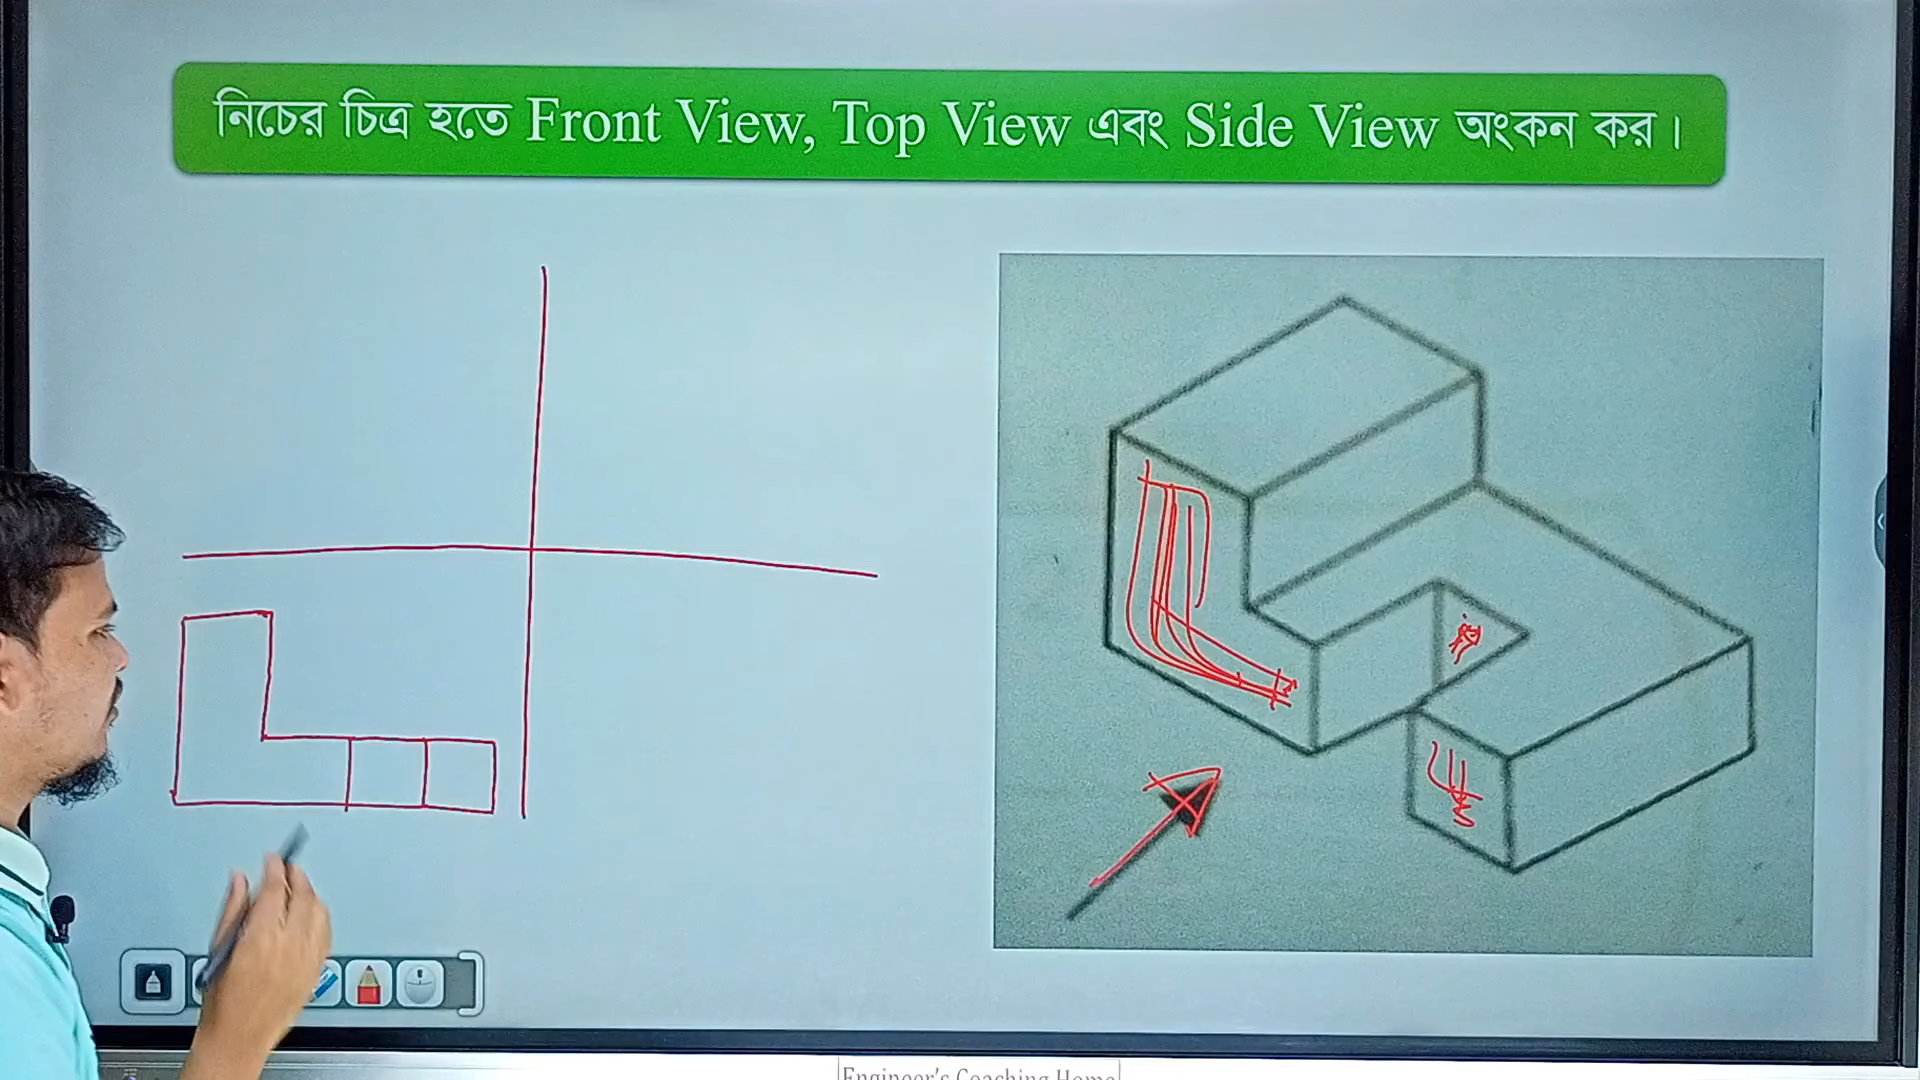 নিচের চিত্র হতে Front View, Top View এবং Side View অংকন কর।
Engineer's Coaching Home